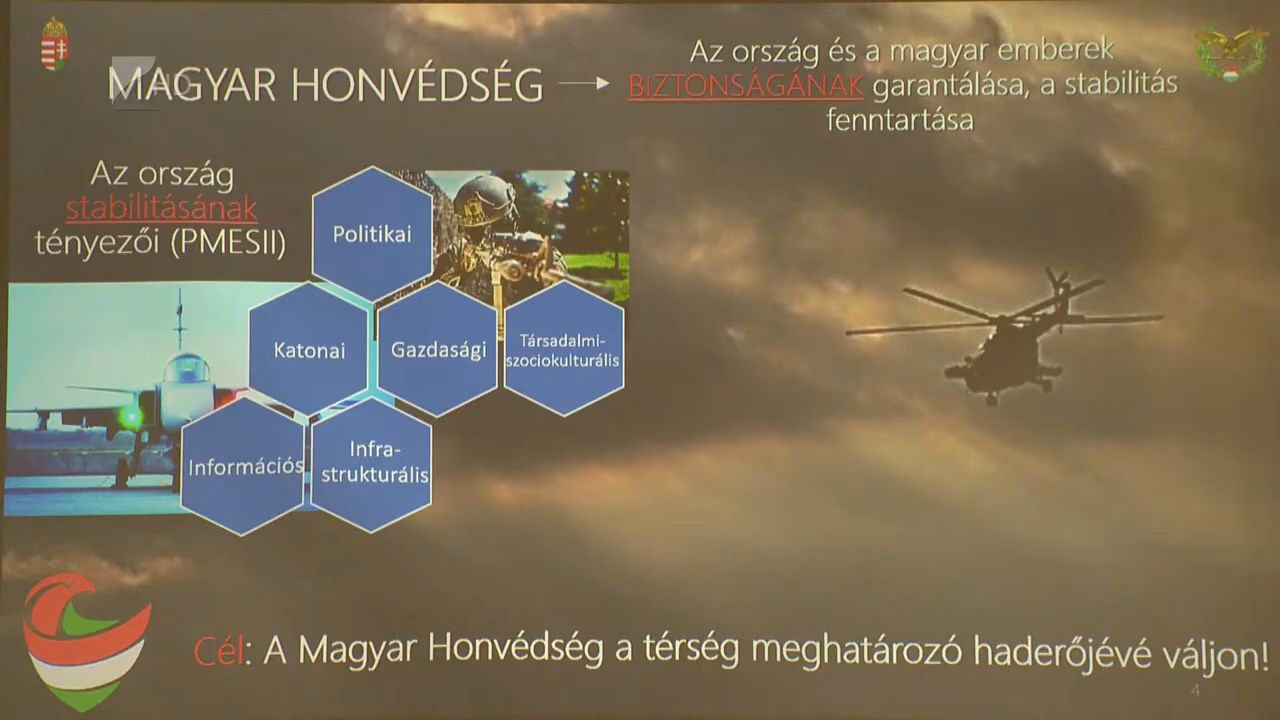 MAGYAR HONVÉDSÉG
Az ország és a magyar emberek
BIZTONSÁGÁNAK garantálása, a stabilitás
fenntartása
Az ország
stabilitásának
tényezői (PMESII)
Politikai
Katonai
Gazdasági
Társadalmi-
szociokulturális
Információs
Infra-
strukturális
Cél: A Magyar Honvédség a térség meghatározó haderőjévé váljon!
4